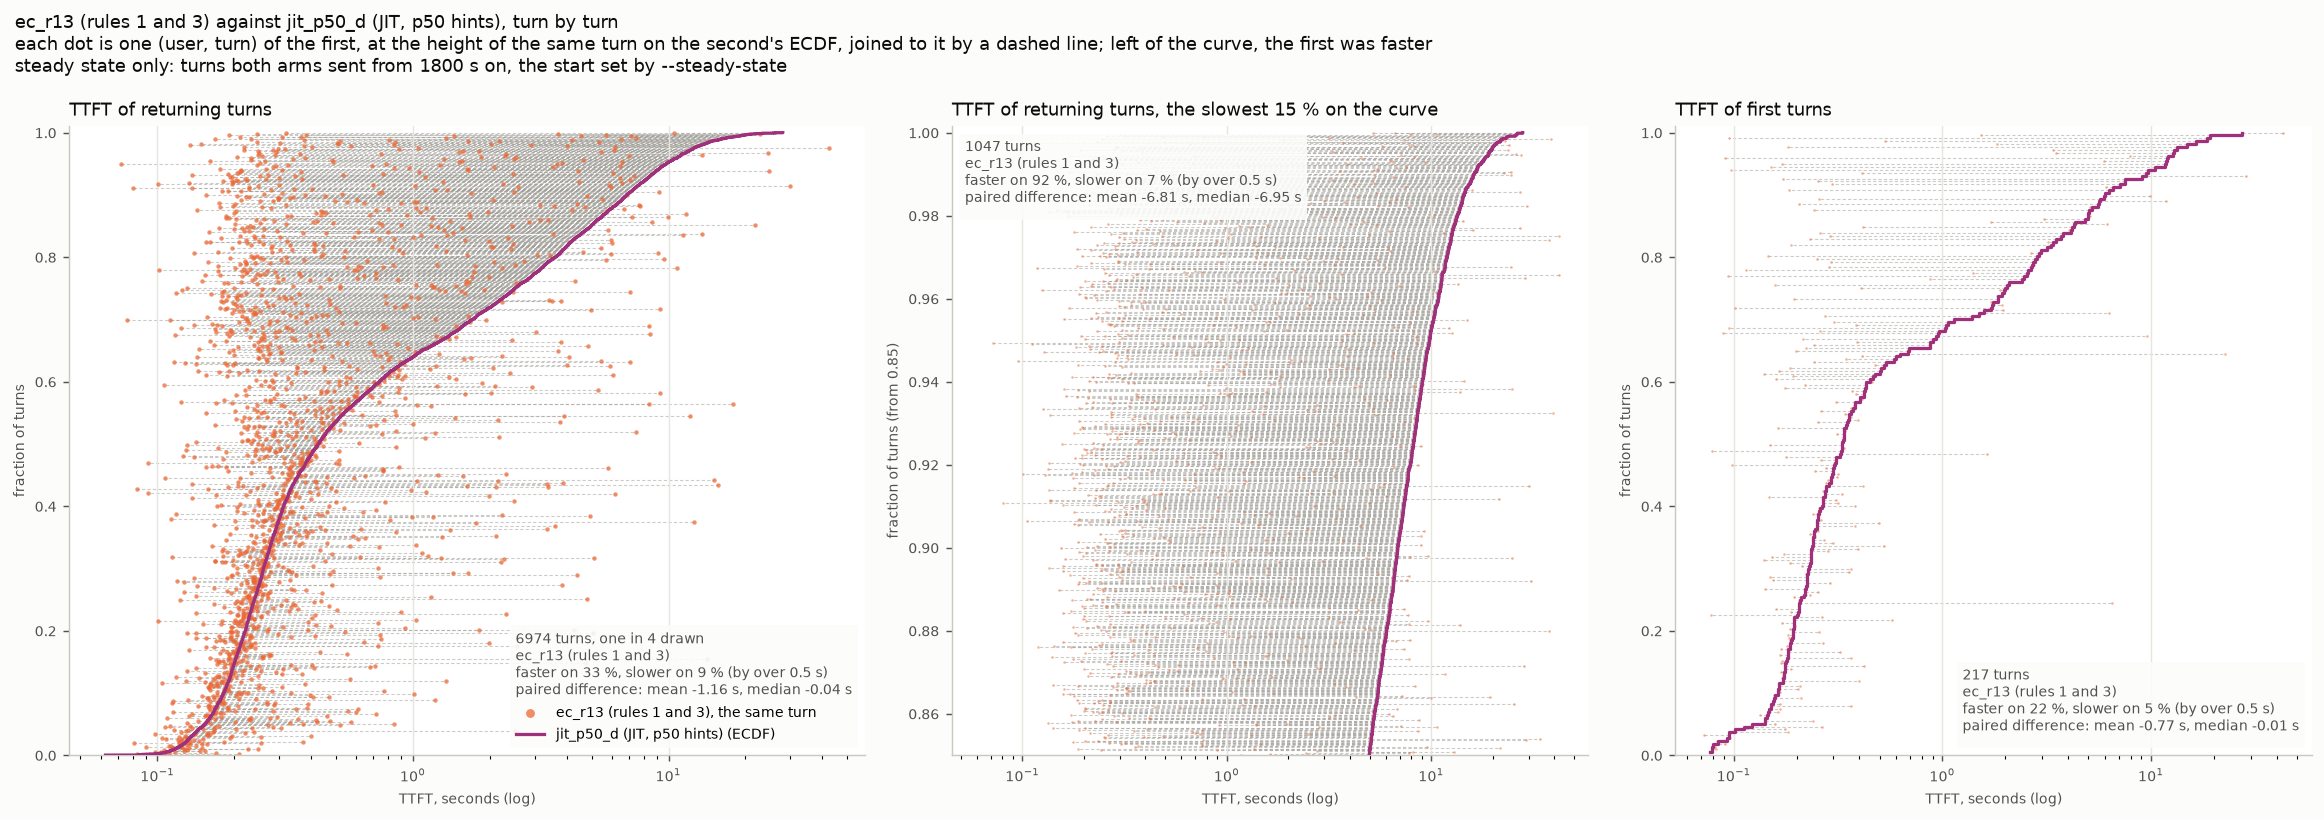 ec_r13 (rules 1 and 3) against jit_p50_d (JIT, p50 hints), turn by turn
each dot is one (user, turn) of the first, at the height of the same turn on the second's ECDF, joined to it by a dashed line; left of the curve, the first was faster
steady state only: turns both arms sent from 1800 s on, the start set by --steady-state
TTFT of returning turns
1.0
0.8
0.6
0.4
0.2
0.0
fraction of turns
6974 turns, one in 4 drawn
ec_r13 (rules 1 and 3)
faster on 33 %, slower on 9 % (by over 0.5 s)
paired difference: mean -1.16 s, median -0.04 s
ec_r13 (rules 1 and 3), the same turn
jit_p50_d (JIT, p50 hints) (ECDF)
10⁻¹
10⁰
10¹
TTFT, seconds (log)
TTFT of returning turns, the slowest 15 % on the curve
1047 turns
ec_r13 (rules 1 and 3)
faster on 92 %, slower on 7 % (by over 0.5 s)
paired difference: mean -6.81 s, median -6.95 s
1.00
0.98
0.96
0.94
0.92
0.90
0.88
0.86
fraction of turns (from 0.85)
10⁻¹
10⁰
10¹
TTFT, seconds (log)
TTFT of first turns
1.0
0.8
0.6
0.4
0.2
0.0
fraction of turns
217 turns
ec_r13 (rules 1 and 3)
faster on 22 %, slower on 5 % (by over 0.5 s)
paired difference: mean -0.77 s, median -0.01 s
10⁻¹
10⁰
10¹
TTFT, seconds (log)